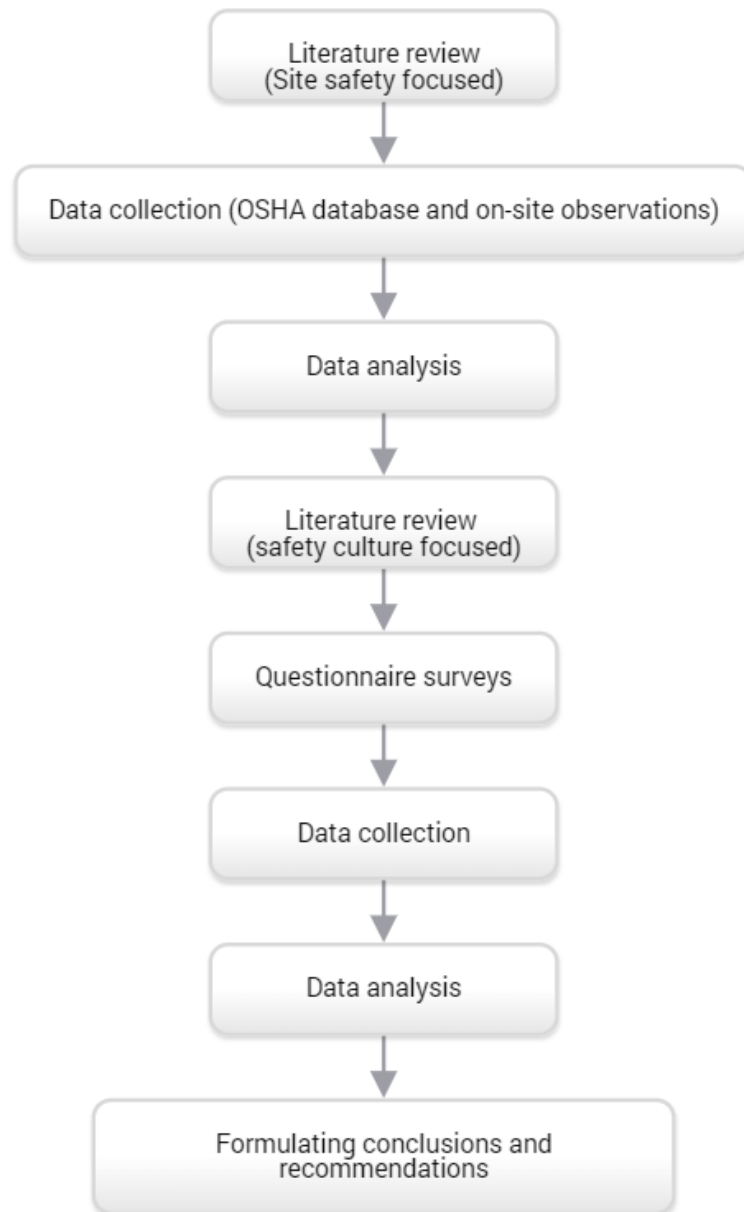 Literature review
(Site safety focused)
Data collection (OSHA database and on-site observations)
Data analysis
Literature review
(safety culture focused)
Questionnaire surveys
Data collection
Data analysis
Formulating conclusions and
recommendations